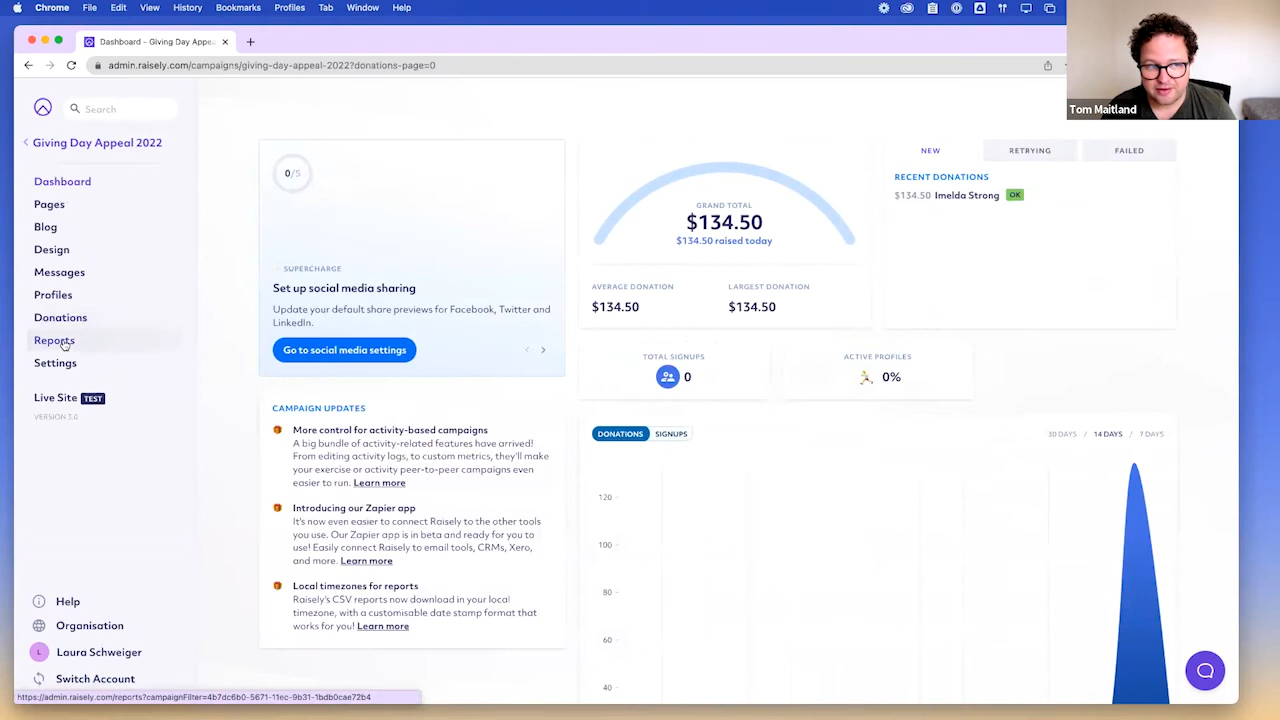 Chrome File Edit View History Bookmarks Profiles Tab Window Help
Dashboard - Giving Day Appea
admin.raisely.com/campaigns/giving-day-appeal-2022?donations-page=0
Tom Maitland
Search
Giving Day Appeal 2022
Dashboard
Pages
Blog
Design
Messages
Profiles
Donations
Reports
Settings
Live Site TEST
VERSION 3.0
Help
Organisation
L Laura Schweiger
Switch Account
https://admin.raisely.com/reports?campaignFilter=4b7dc6b0-5671-11ec-9b31-1bdb0cae72b4
0/5
SUPERCHARGE
Set up social media sharing
Update your default share previews for Facebook, Twitter and
LinkedIn.
Go to social media settings
CAMPAIGN UPDATES
More control for activity-based campaigns
A big bundle of activity-related features have arrived!
From editing activity logs, to custom metrics, they'll make
your exercise or activity peer-to-peer campaigns even
easier to run. Learn more
Introducing our Zapier app
It's now even easier to connect Raisely to the other tools
you use. Our Zapier app is in beta and ready for you to
use! Easily connect Raisely to email tools, CRMs, Xero,
and more. Learn more
Local timezones for reports
Raisely's CSV reports now download in your local
timezone, with a customisable date stamp format that
works for you! Learn more
GRAND TOTAL
$134.50
$134.50 raised today
AVERAGE DONATION LARGEST DONATION
$134.50 $134.50
NEW RETRYING FAILED
RECENT DONATIONS
$134.50 Imelda Strong OK
TOTAL SIGNUPS
0
ACTIVE PROFILES
0%
DONATIONS SIGNUPS
30 DAYS / 14 DAYS / 7 DAYS
120
100
80
60
40